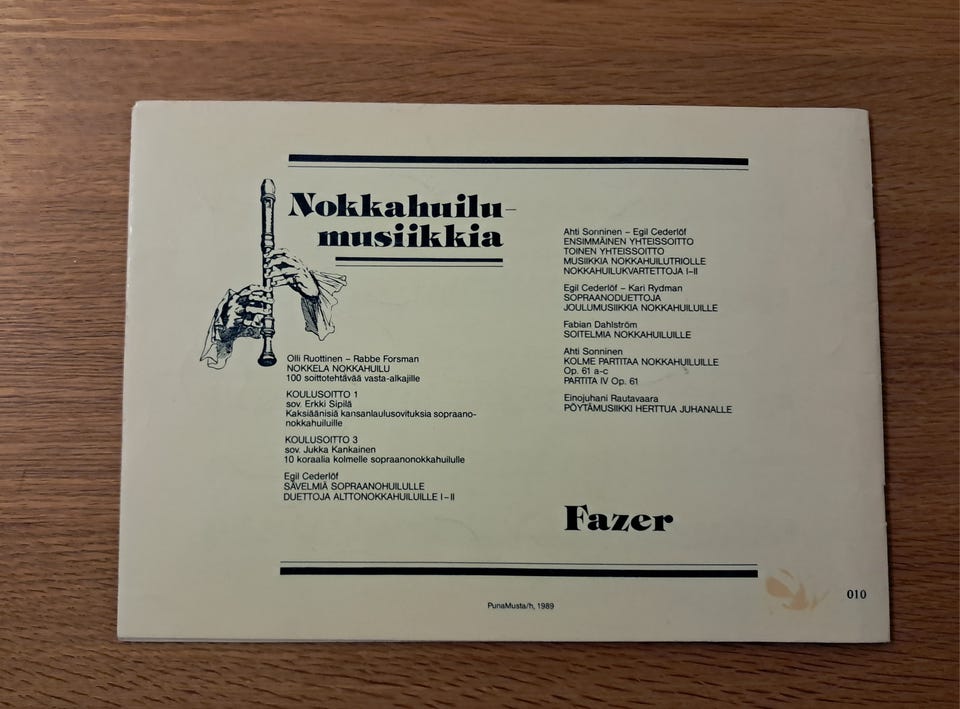 Nokkahuilu-
musiikkia
Olli Ruottinen – Rabbe Forsman
NOKKELA NOKKAHUILU
100 soittotehtävää vasta-alkajille
KOULUSOITTO 1
sov. Erkki Sipilä
Kaksiäänisiä kansanlaulusovituksia sopraano-
nokkahuiluille
KOULUSOITTO 3
sov. Jukka Kankainen
10 koraalia kolmelle sopraanonokkahuilulle
Egil Cederlöf
SÄVELMIÄ SOPRAANOHUILULLE
DUETTOJA ALTTONOKKAHUILUILLE I–II
Ahti Sonninen – Egil Cederlöf
ENSIMMÄINEN YHTEISSOITTO
TOINEN YHTEISSOITTO
MUSIIKKIA NOKKAHUILUTRIOLLE
NOKKAHUILUKVARTETTOJA I–II
Egil Cederlöf – Kari Rydman
SOPRAANODUETTOJA
JOULUMUSIIKKIA NOKKAHUILUILLE
Fabian Dahlström
SOITELMIA NOKKAHUILUILLE
Ahti Sonninen
KOLME PARTITAA NOKKAHUILUILLE
Op. 61 a-c
PARTITA IV Op. 61
Einojuhani Rautavaara
PÖYTÄMUSIIKKI HERTTUA JUHANALLE
Fazer
PunaMusta/h, 1989
010